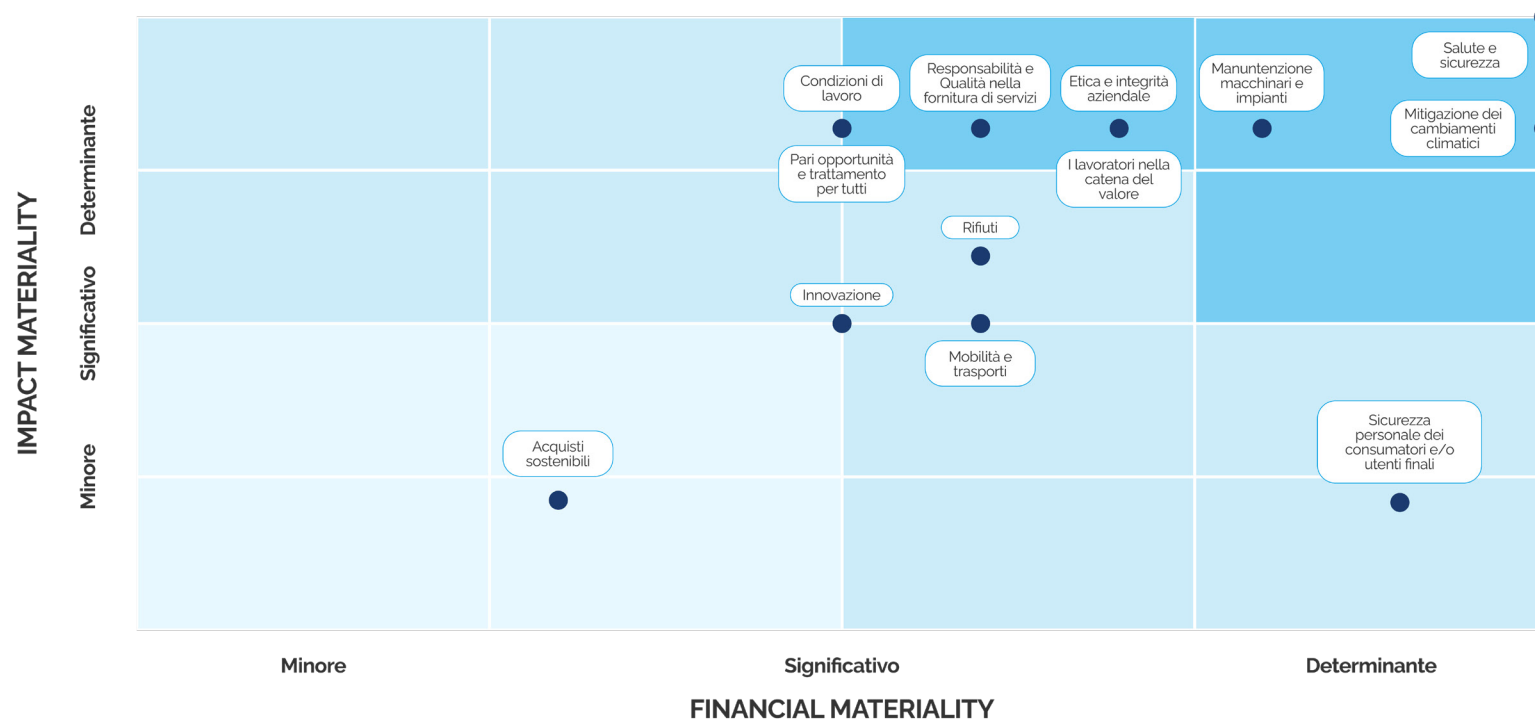 IMPACT MATERIALITY
Determinante
Significativo
Minore
Condizioni di
lavoro
Responsabilità e
Qualità nella
fornitura di servizi
Etica e integrità
aziendale
Manuntenzione
macchinari e
impianti
Salute e
sicurezza
Mitigazione dei
cambiamenti
climatici
Pari opportunità
e trattamento
per tutti
I lavoratori nella
catena del
valore
Rifiuti
Innovazione
Mobilità e
trasporti
Acquisti
sostenibili
Sicurezza
personale dei
consumatori e/o
utenti finali
Minore
Significativo
Determinante
FINANCIAL MATERIALITY